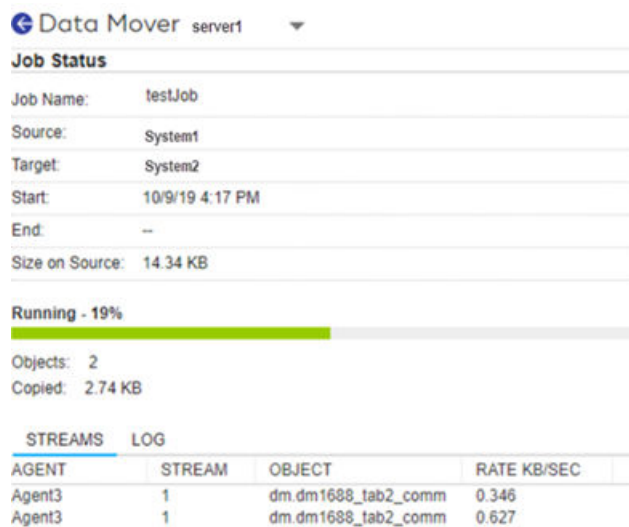 Data Mover server1
Job Status
Job Name: testJob
Source: System1
Target: System2
Start: 10/9/19 4:17 PM
End: --
Size on Source: 14.34 KB
Running - 19%
Objects: 2
Copied: 2.74 KB
STREAMS LOG
AGENT STREAM OBJECT RATE KB/SEC
Agent3 1 dm.dm1688_tab2_comm 0.346
Agent3 1 dm.dm1688_tab2_comm 0.627